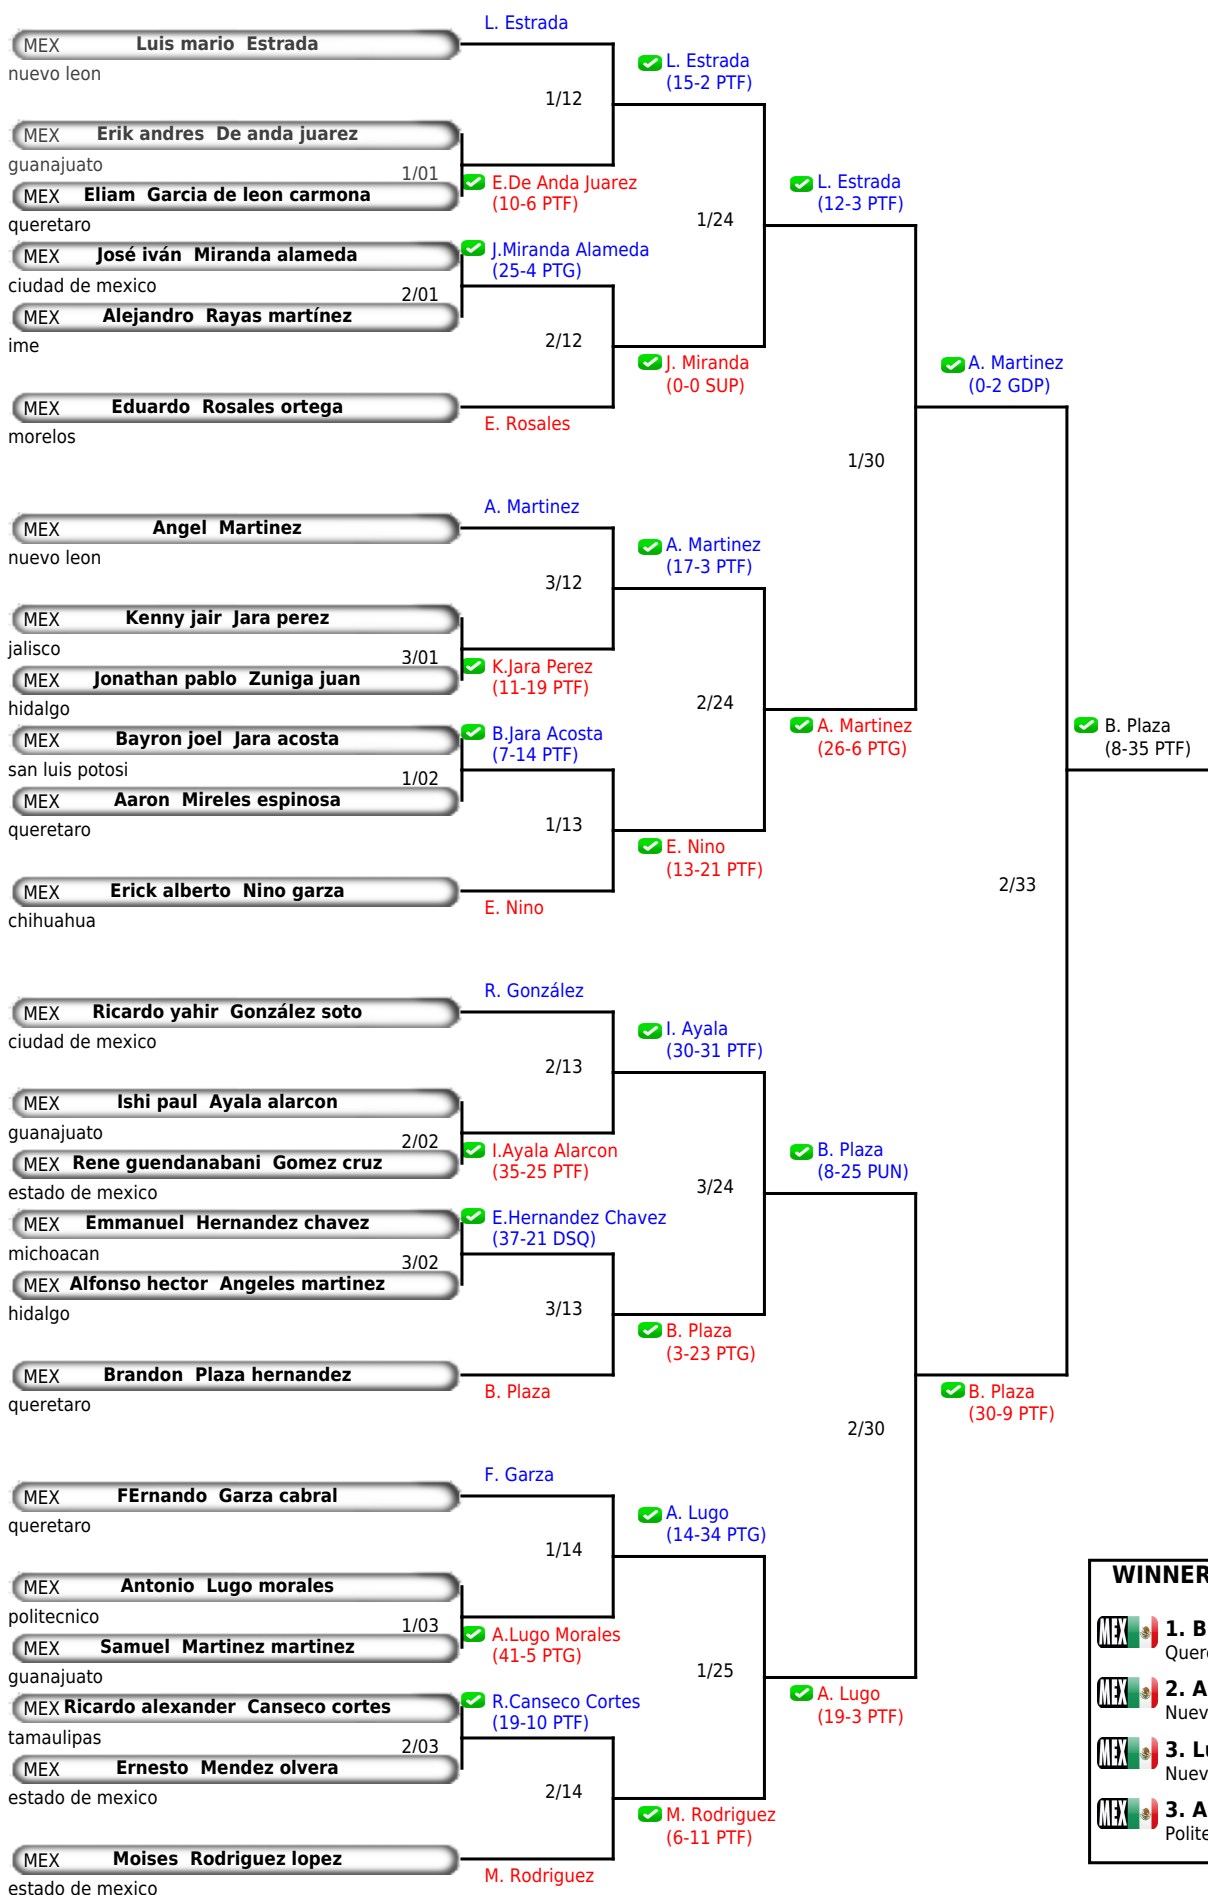 L. Estrada
MEX Luis mario Estrada
nuevo leon
L. Estrada
(15-2 PTF)
1/12
MEX Erik andres De anda juarez
guanajuato
1/01
E.De Anda Juarez
(10-6 PTF)
MEX Eliam Garcia de leon carmona
queretaro
L. Estrada
(12-3 PTF)
1/24
MEX José iván Miranda alameda
ciudad de mexico
J.Miranda Alameda
(25-4 PTG)
2/01
MEX Alejandro Rayas martínez
ime
2/12
J. Miranda
(0-0 SUP)
A. Martinez
(0-2 GDP)
MEX Eduardo Rosales ortega
morelos
E. Rosales
1/30
A. Martinez
MEX Angel Martinez
nuevo leon
A. Martinez
(17-3 PTF)
3/12
MEX Kenny jair Jara perez
jalisco
3/01
K.Jara Perez
(11-19 PTF)
MEX Jonathan pablo Zuniga juan
hidalgo
2/24
A. Martinez
(26-6 PTG)
MEX Bayron joel Jara acosta
san luis potosi
B.Jara Acosta
(7-14 PTF)
1/02
MEX Aaron Mireles espinosa
queretaro
B. Plaza
(8-35 PTF)
1/13
E. Nino
(13-21 PTF)
MEX Erick alberto Nino garza
chihuahua
E. Nino
2/33
R. González
MEX Ricardo yahir González soto
ciudad de mexico
I. Ayala
(30-31 PTF)
2/13
MEX Ishi paul Ayala alarcon
guanajuato
2/02
I.Ayala Alarcon
(35-25 PTF)
MEX Rene guendanabani Gomez cruz
estado de mexico
B. Plaza
(8-25 PUN)
3/24
MEX Emmanuel Hernandez chavez
michoacan
E.Hernandez Chavez
(37-21 DSQ)
3/02
MEX Alfonso hector Angeles martinez
hidalgo
3/13
B. Plaza
(3-23 PTG)
MEX Brandon Plaza hernandez
queretaro
B. Plaza
B. Plaza
(30-9 PTF)
2/30
F. Garza
MEX FErnando Garza cabral
queretaro
A. Lugo
(14-34 PTG)
1/14
MEX Antonio Lugo morales
politecnico
1/03
A.Lugo Morales
(41-5 PTG)
MEX Samuel Martinez martinez
guanajuato
1/25
A. Lugo
(19-3 PTF)
MEX Ricardo alexander Canseco cortes
tamaulipas
R.Canseco Cortes
(19-10 PTF)
2/03
MEX Ernesto Mendez olvera
estado de mexico
2/14
M. Rodriguez
(6-11 PTF)
MEX Moises Rodriguez lopez
estado de mexico
M. Rodriguez
WINNER
MEX 1. B
Quer
MEX 2. A
Nuev
MEX 3. Lu
Nuev
MEX 3. A
Polite